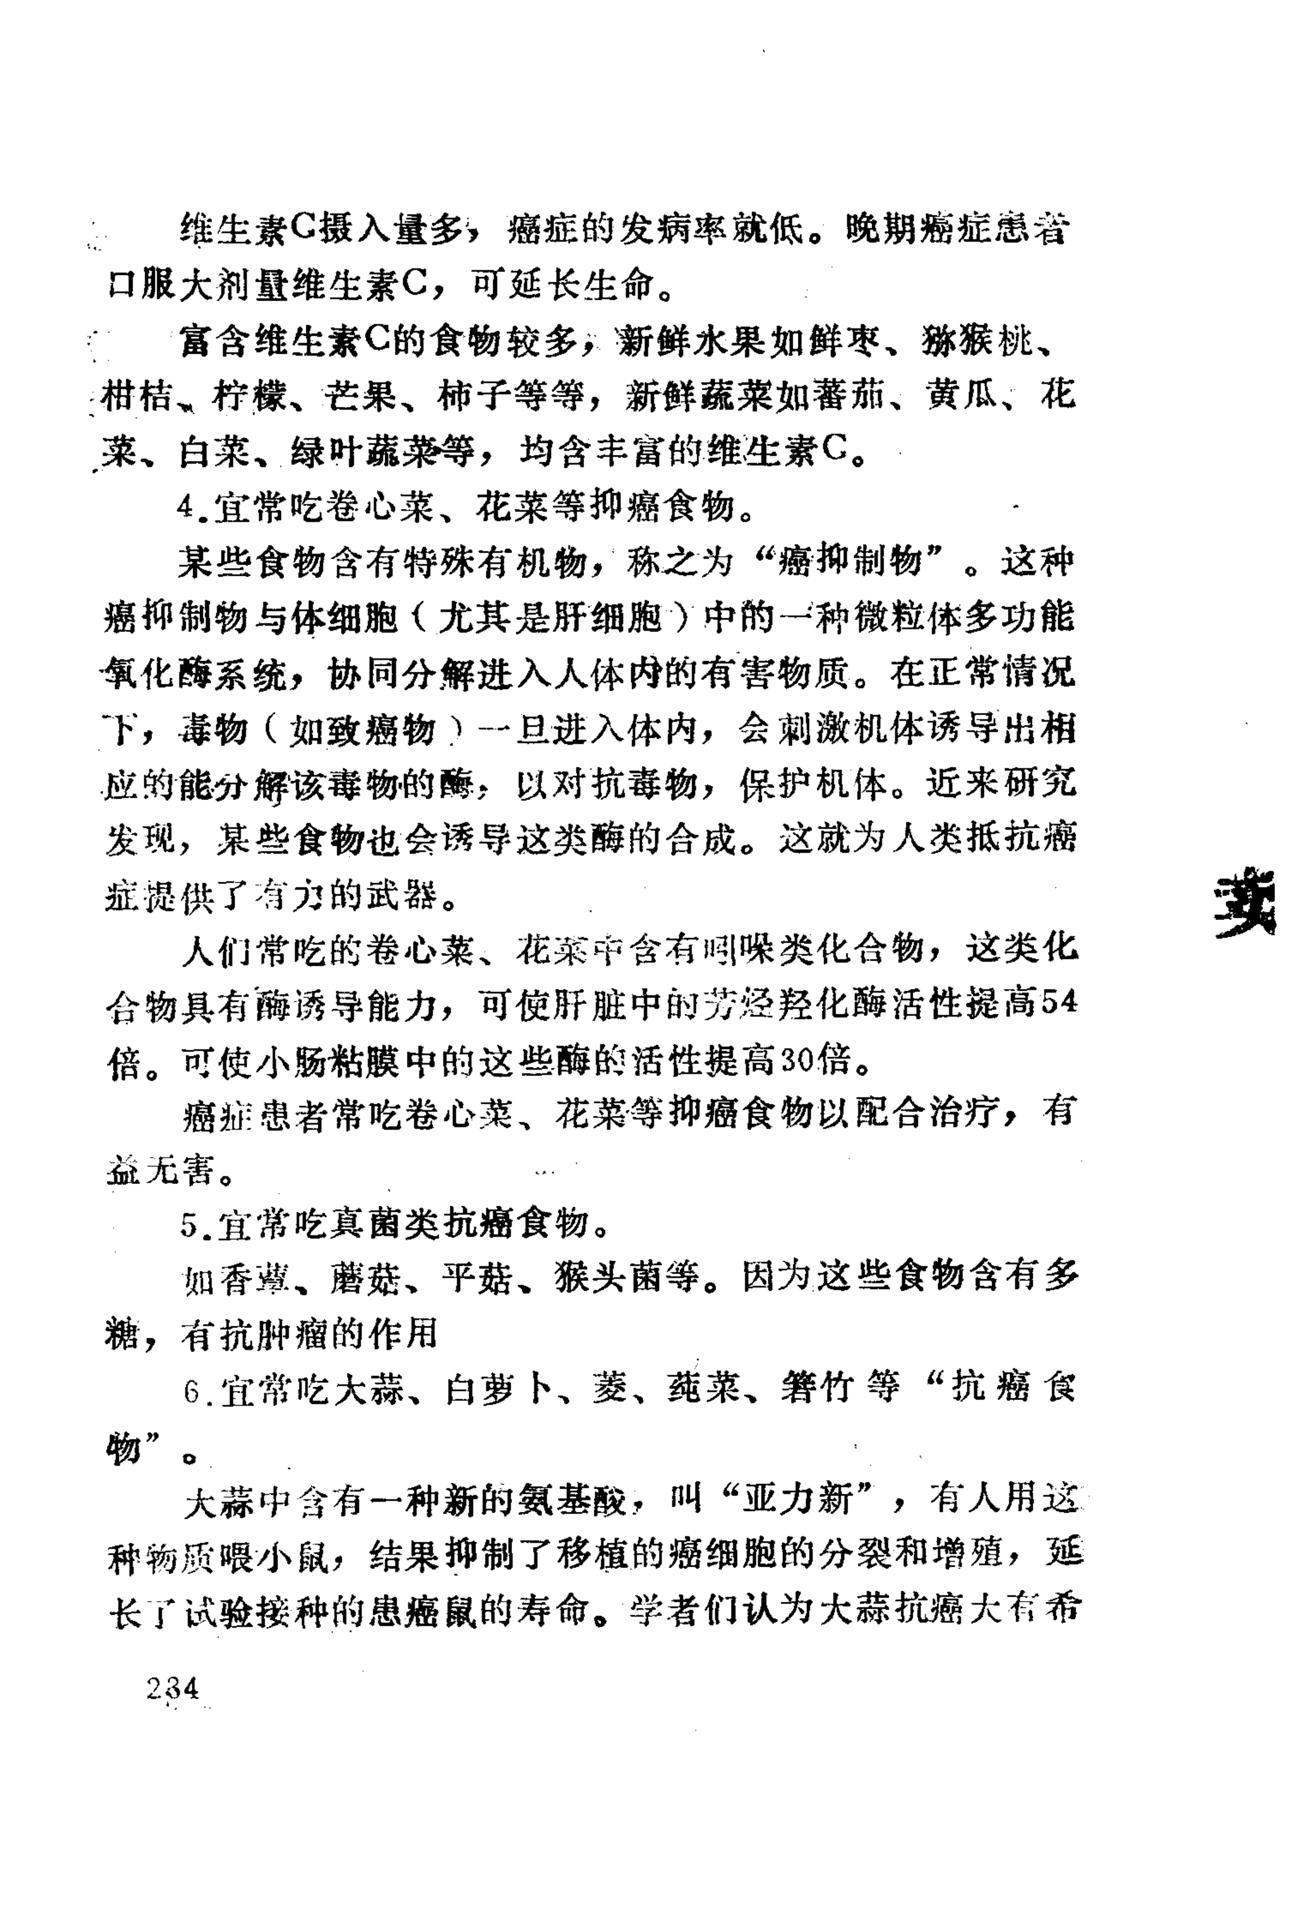 维生素C摄入量多，癌症的发病率就低。晚期癌症患者
口服大剂量维生素C，可延长生命。
富含维生素C的食物较多，新鲜水果如鲜枣、猕猴桃、
柑桔、柠檬、芒果、柿子等等，新鲜蔬菜如蕃茄、黄瓜、花
菜、白菜、绿叶蔬菜等，均含丰富的维生素C。
4.宜常吃卷心菜、花菜等抑癌食物。
某些食物含有特殊有机物，称之为“癌抑制物”。这种
癌抑制物与体细胞（尤其是肝细胞）中的一种微粒体多功能
氧化酶系统，协同分解进入人体内的有害物质。在正常情况
下，毒物（如致癌物）一旦进入体内，会刺激机体诱导出相
应的能分解该毒物的酶，以对抗毒物，保护机体。近来研究
发现，某些食物也会诱导这类酶的合成。这就为人类抵抗癌
症提供了有力的武器。
人们常吃的卷心菜、花菜中含有吲哚类化合物，这类化
合物具有酶诱导能力，可使肝脏中的芳烃羟化酶活性提高54
倍。可使小肠粘膜中的这些酶的活性提高30倍。
癌症患者常吃卷心菜、花菜等抑癌食物以配合治疗，有
益无害。
5.宜常吃真菌类抗癌食物。
如香蕈、蘑菇、平菇、猴头菌等。因为这些食物含有多
糖，有抗肿瘤的作用
6.宜常吃大蒜、白萝卜、菱、莼菜、箬竹等“抗癌食
物”。
大蒜中含有一种新的氨基酸，叫“亚力新”，有人用这
种物质喂小鼠，结果抑制了移植的癌细胞的分裂和增殖，延
长了试验接种的患癌鼠的寿命。学者们认为大蒜抗癌大有希
234